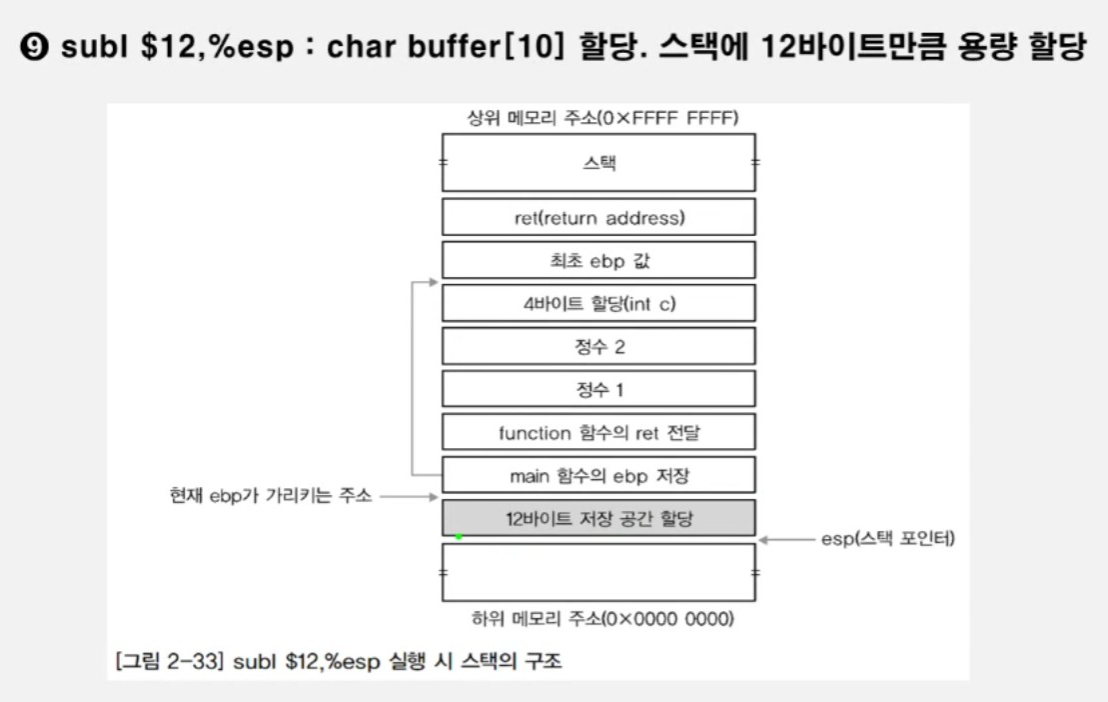 ❾ subl $12,%esp : char buffer[10] 할당. 스택에 12바이트만큼 용량 할당
상위 메모리 주소(0×FFFF FFFF)
스택
ret(return address)
최초 ebp 값
4바이트 할당(int c)
정수 2
정수 1
function 함수의 ret 전달
main 함수의 ebp 저장
현재 ebp가 가리키는 주소
12바이트 저장 공간 할당
esp(스택 포인터)
하위 메모리 주소(0×0000 0000)
[그림 2-33] subl $12,%esp 실행 시 스택의 구조